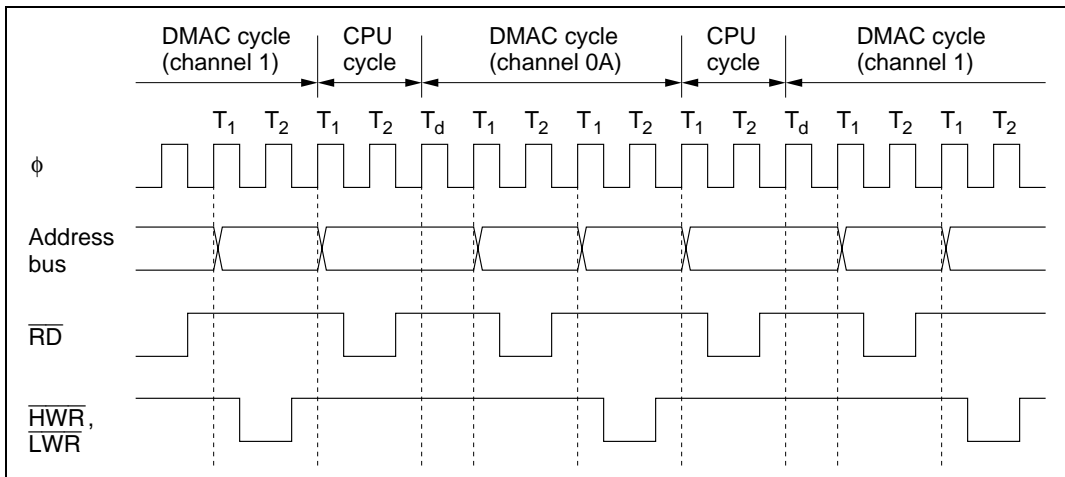 DMAC cycle CPU DMAC cycle CPU DMAC cycle
(channel 1) cycle (channel 0A) cycle (channel 1)
T1 T2 T1 T2 Td T1 T2 T1 T2 T1 T2 Td T1 T2 T1 T2
φ
Address
bus
RD
HWR,
LWR